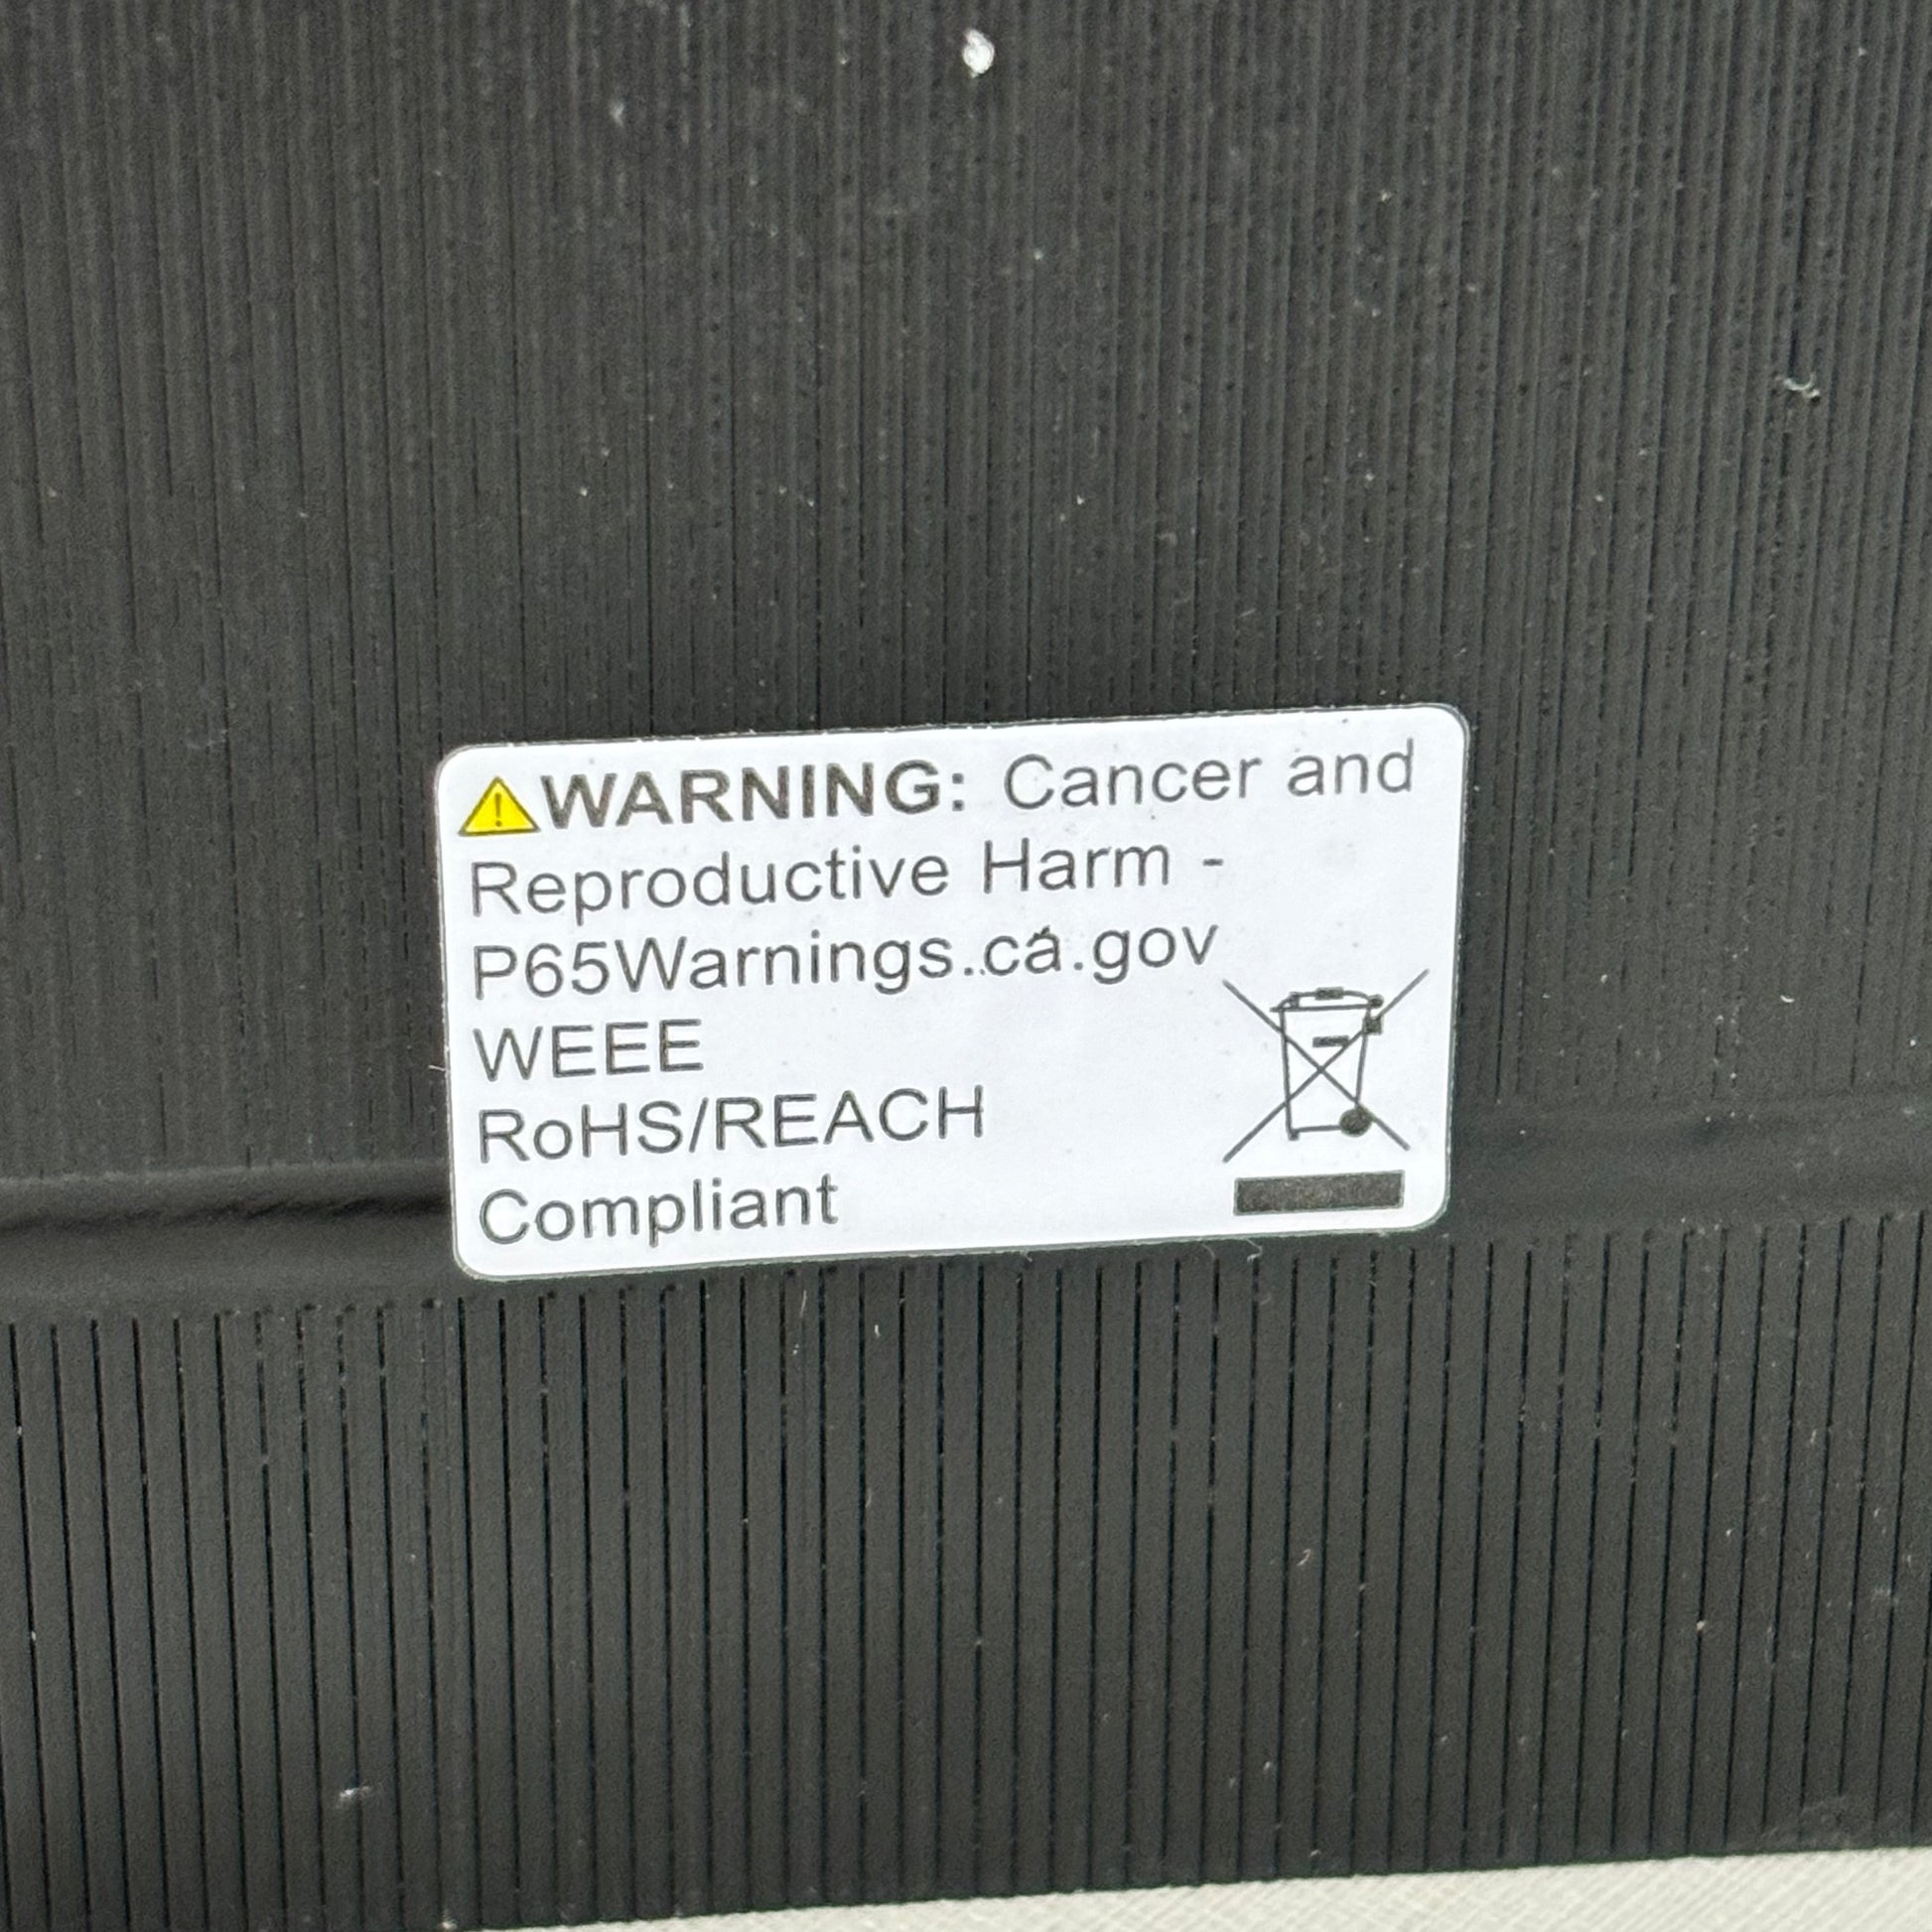 WARNING: Cancer and
Reproductive Harm -
P65Warnings.ca.gov
WEEE
RoHS/REACH
Compliant